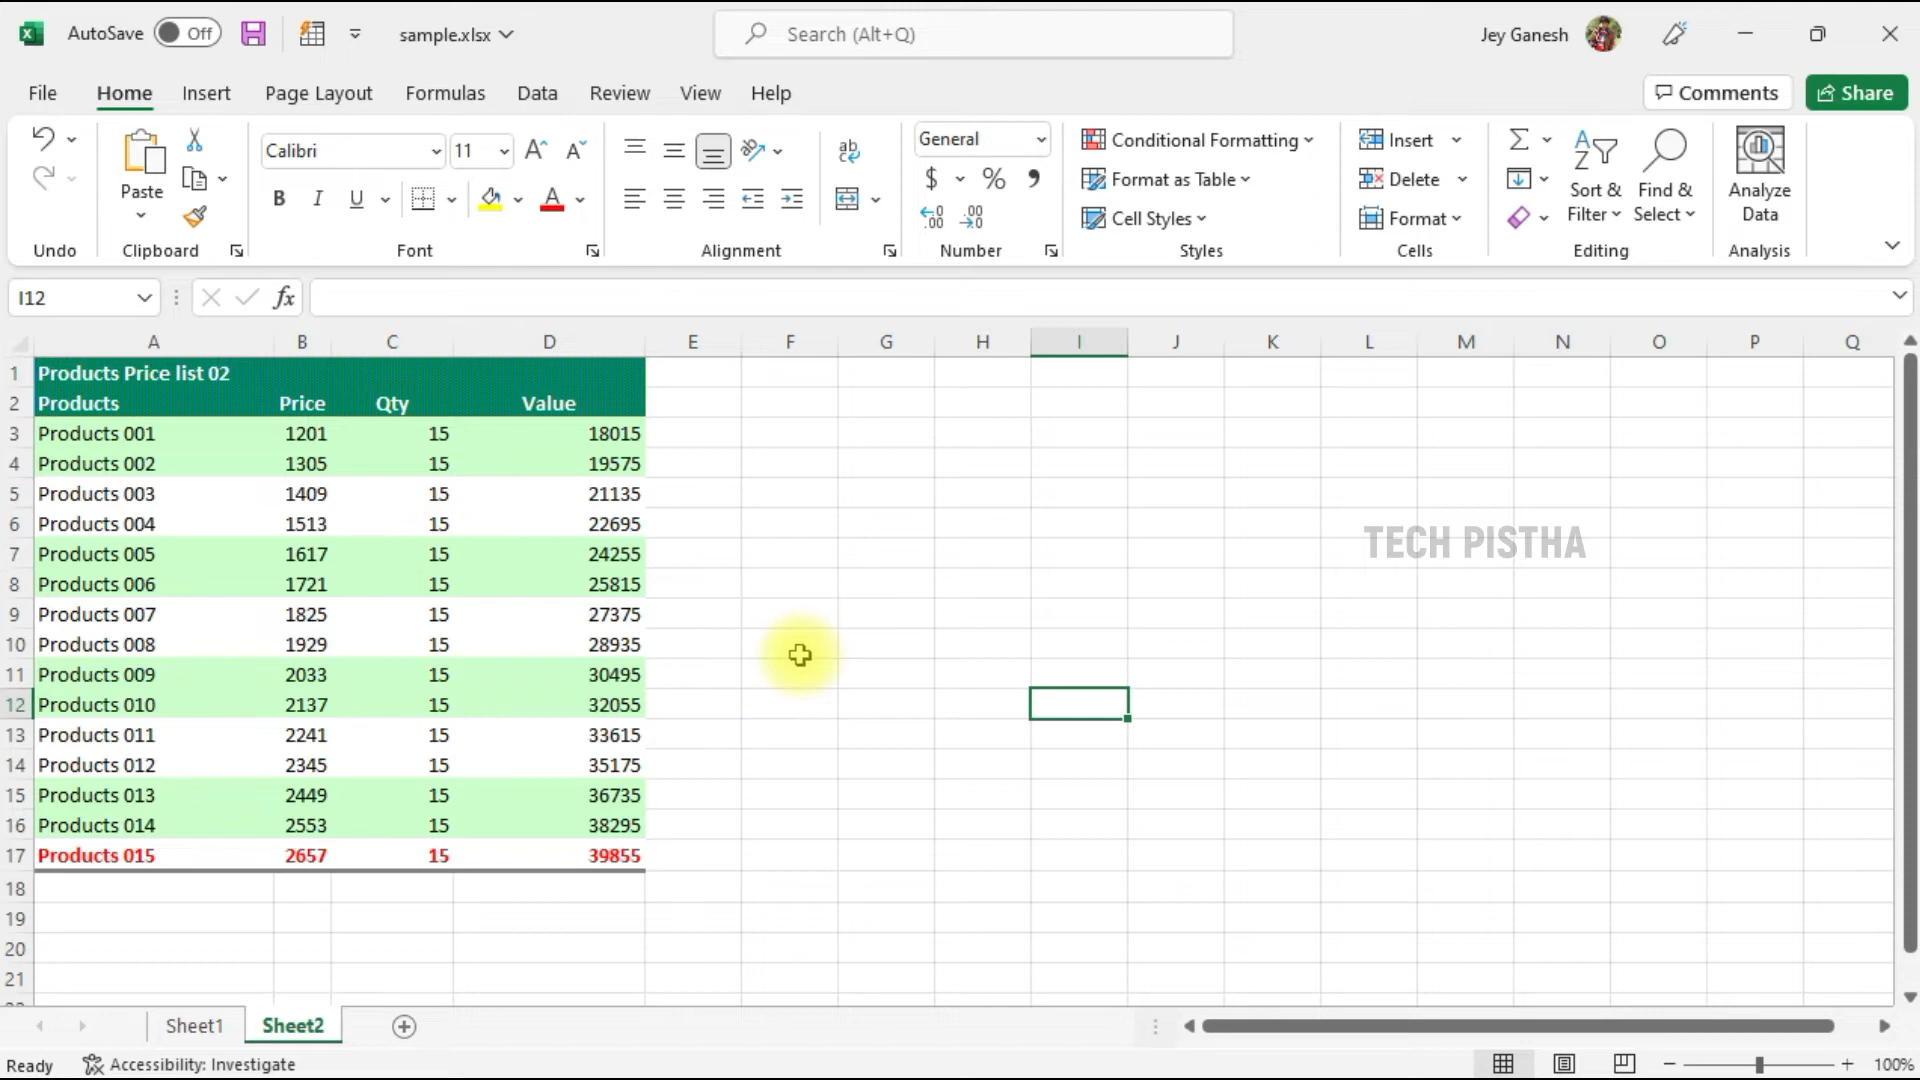 AutoSave Off sample.xlsx Search (Alt+Q) Jey Ganesh
File Home Insert Page Layout Formulas Data Review View Help Comments Share
Paste Calibri 11 General Conditional Formatting Insert
Format as Table Delete Sort & Find & Analyze
Cell Styles Format Filter Select Data
Undo Clipboard Font Alignment Number Styles Cells Editing Analysis
I12 fx
A B C D E F G H I J K L M N O P Q
1 Products Price list 02
2 Products Price Qty Value
3 Products 001 1201 15 18015
4 Products 002 1305 15 19575
5 Products 003 1409 15 21135
6 Products 004 1513 15 22695
7 Products 005 1617 15 24255
8 Products 006 1721 15 25815
9 Products 007 1825 15 27375
10 Products 008 1929 15 28935
11 Products 009 2033 15 30495
12 Products 010 2137 15 32055
13 Products 011 2241 15 33615
14 Products 012 2345 15 35175
15 Products 013 2449 15 36735
16 Products 014 2553 15 38295
17 Products 015 2657 15 39855
18
19
20
21
TECH PISTHA
Sheet1 Sheet2
Ready Accessibility: Investigate 100%